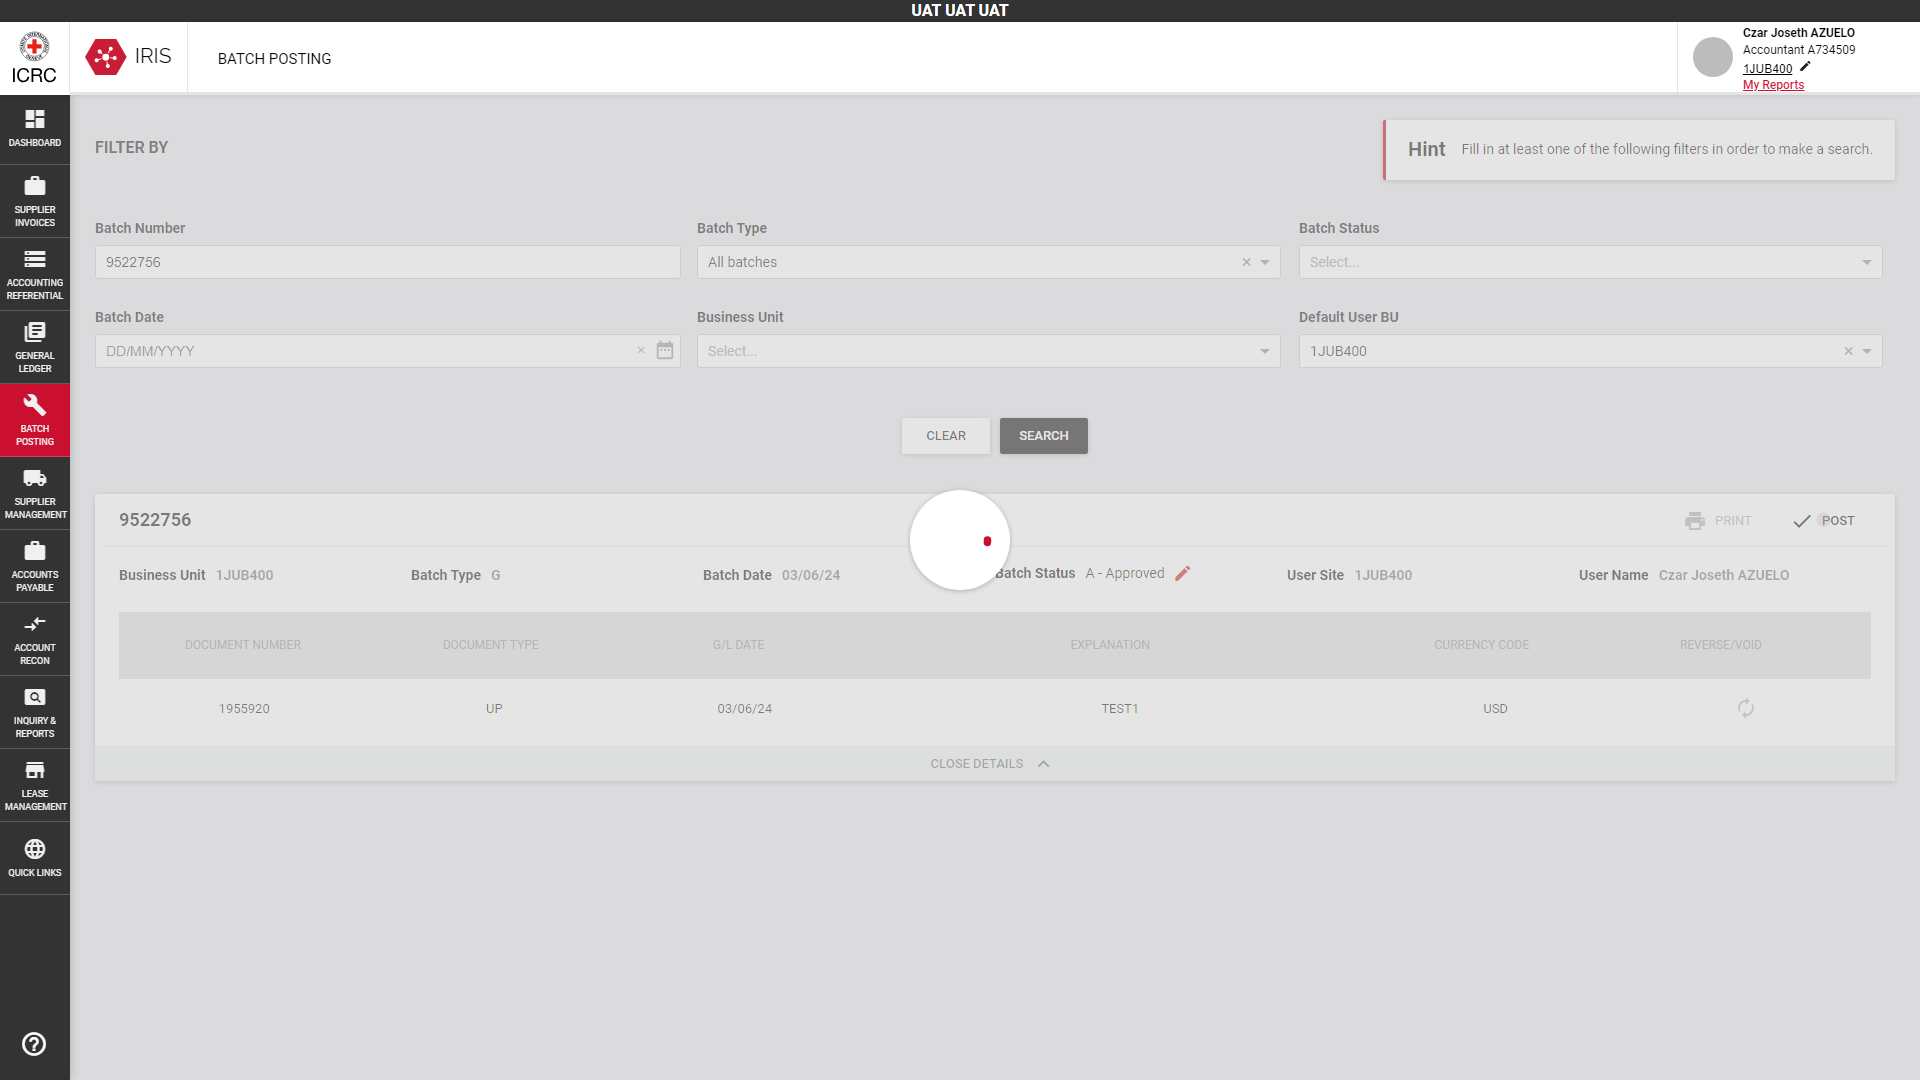 UAT UAT UAT
ICRC
IRIS
BATCH POSTING
Czar Joseth AZUELO
Accountant A734509
1JUB400
My Reports
DASHBOARD
SUPPLIER
INVOICES
ACCOUNTING
REFERENTIAL
GENERAL
LEDGER
BATCH
POSTING
SUPPLIER
MANAGEMENT
ACCOUNTS
PAYABLE
ACCOUNT
RECON
INQUIRY &
REPORTS
LEASE
MANAGEMENT
QUICK LINKS
FILTER BY
Hint Fill in at least one of the following filters in order to make a search.
Batch Number
9522756
Batch Type
All batches
Batch Status
Select...
Batch Date
DD/MM/YYYY
Business Unit
Select...
Default User BU
1JUB400
CLEAR
SEARCH
9522756
PRINT
POST
Business Unit 1JUB400
Batch Type G
Batch Date 03/06/24
Batch Status A - Approved
User Site 1JUB400
User Name Czar Joseth AZUELO
DOCUMENT NUMBER DOCUMENT TYPE G/L DATE EXPLANATION CURRENCY CODE REVERSE/VOID
1955920 UP 03/06/24 TEST1 USD
CLOSE DETAILS